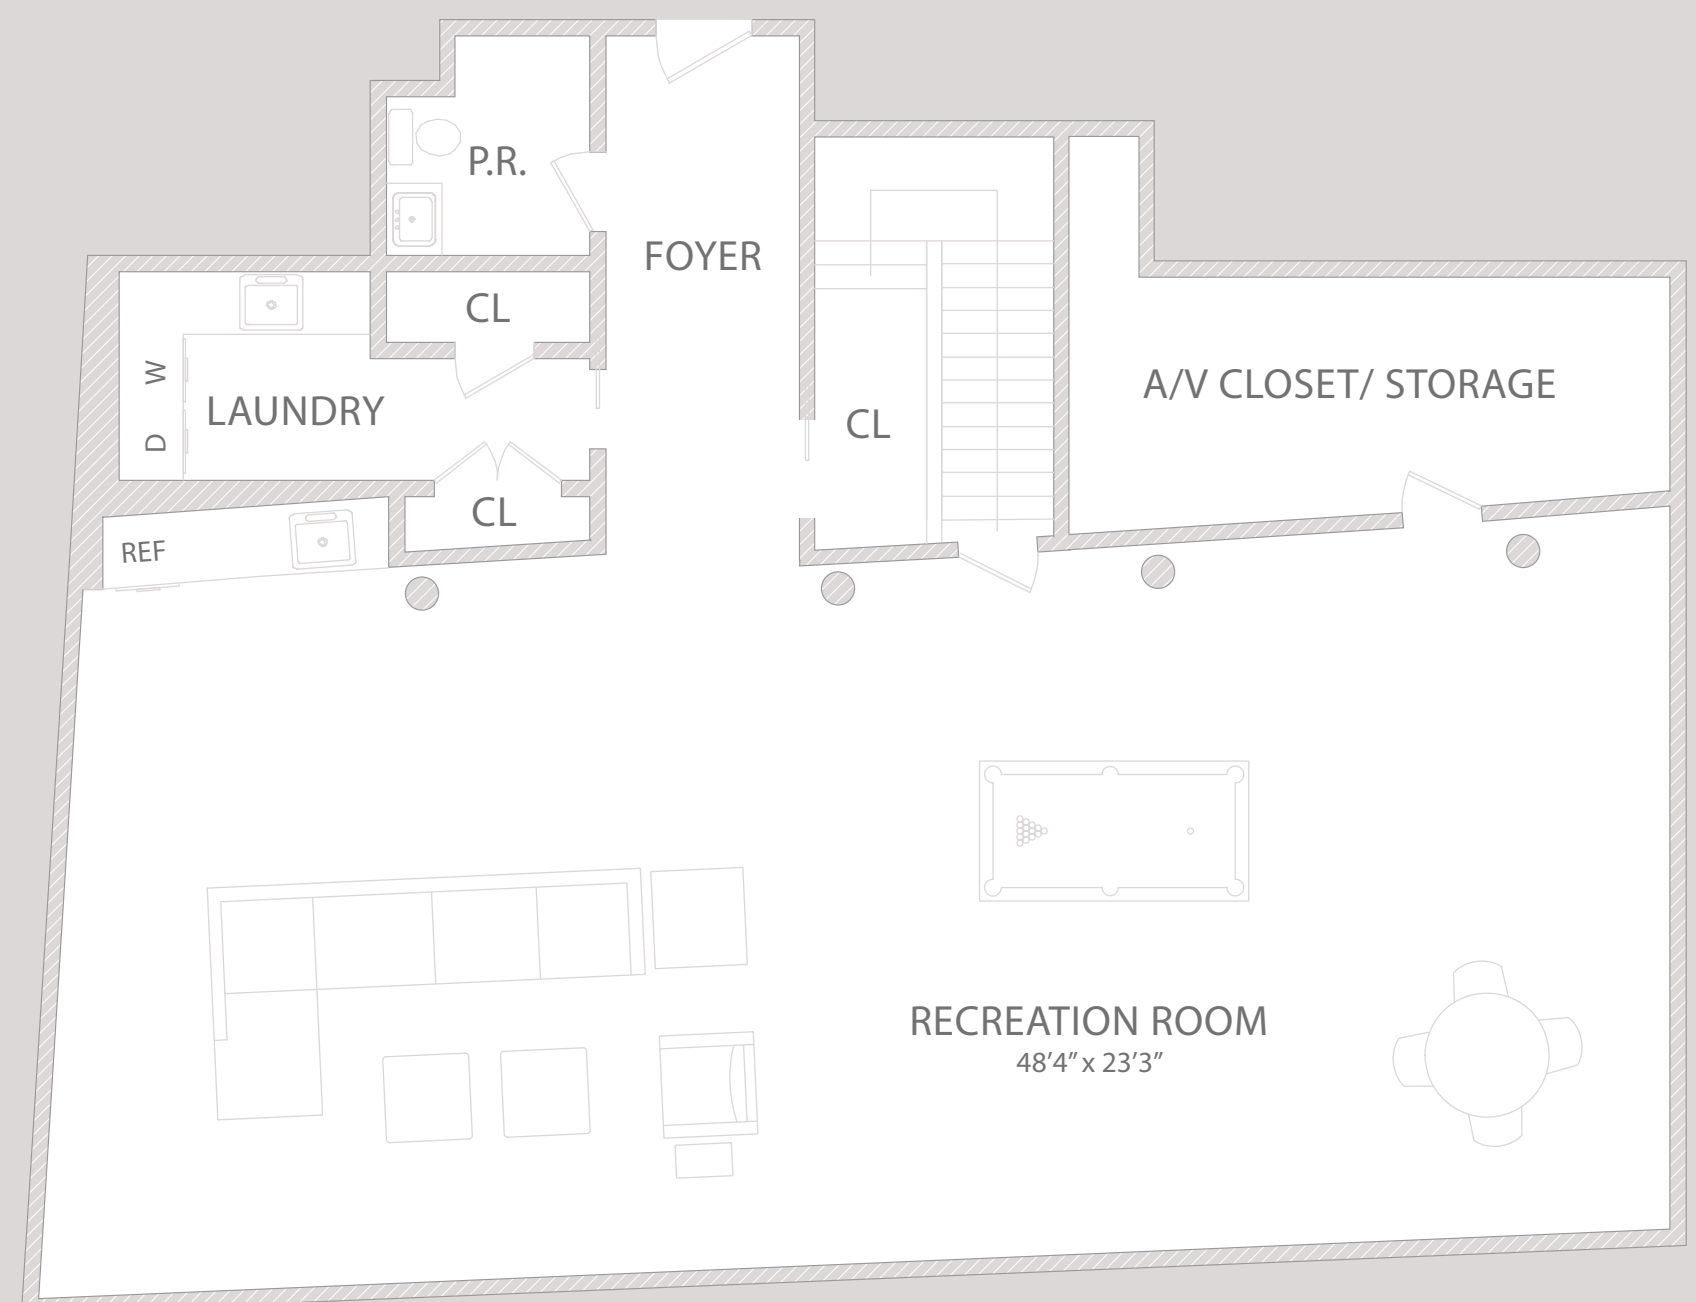 P.R.
FOYER
CL
W
A/V CLOSET/ STORAGE
LAUNDRY
CL
D
CL
REF
RECREATION ROOM
48’4” x 23’3”